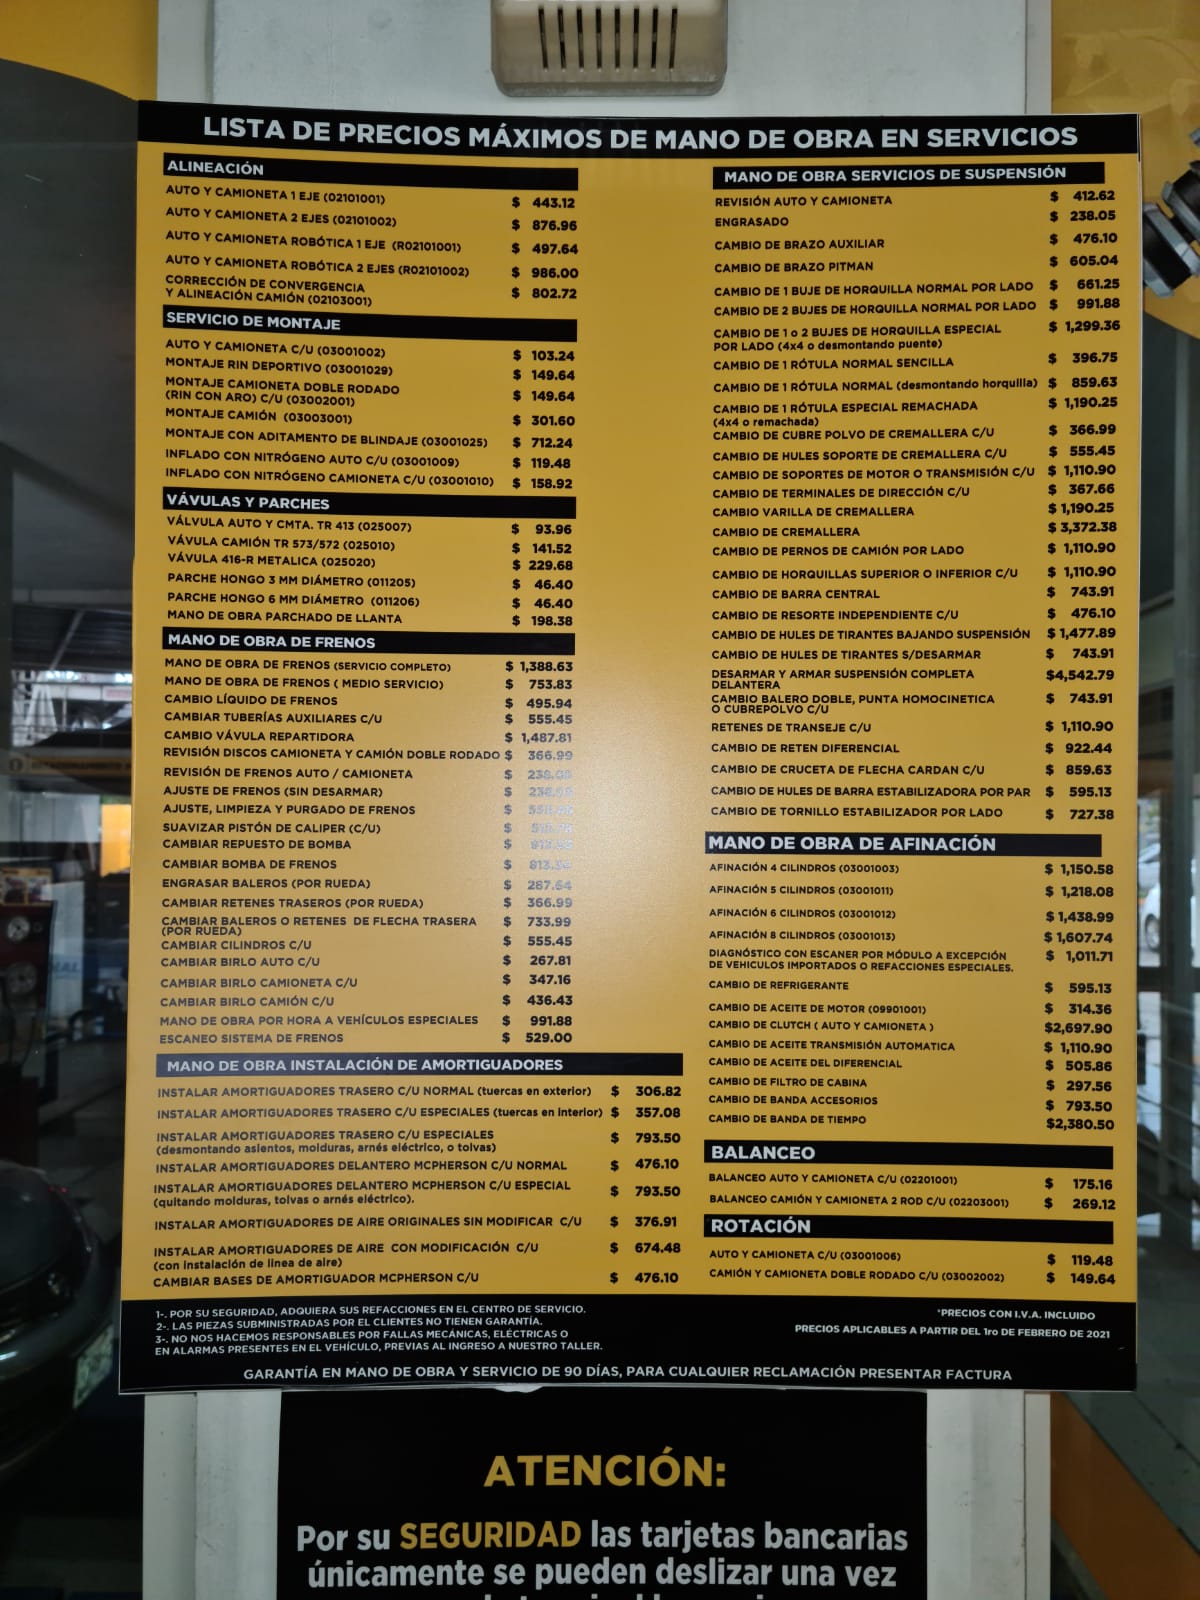 LISTA DE PRECIOS MÁXIMOS DE MANO DE OBRA EN SERVICIOS
ALINEACIÓN
AUTO Y CAMIONETA 1 EJE (02101001) $ 443.12
AUTO Y CAMIONETA 2 EJES (02101002) $ 876.96
AUTO Y CAMIONETA ROBÓTICA 1 EJE (R02101001) $ 497.64
AUTO Y CAMIONETA ROBÓTICA 2 EJES (R02101002) $ 986.00
CORRECCIÓN DE CONVERGENCIA
Y ALINEACIÓN CAMIÓN (02103001) $ 802.72
SERVICIO DE MONTAJE
AUTO Y CAMIONETA C/U (03001002) $ 103.24
MONTAJE RIN DEPORTIVO (03001029) $ 149.64
MONTAJE CAMIONETA DOBLE RODADO
(RIN CON ARO) C/U (03002001) $ 149.64
MONTAJE CAMIÓN (03003001) $ 301.60
MONTAJE CON ADITAMENTO DE BLINDAJE (03001025) $ 712.24
INFLADO CON NITRÓGENO AUTO C/U (03001009) $ 119.48
INFLADO CON NITRÓGENO CAMIONETA C/U (03001010) $ 158.92
VÁVULAS Y PARCHES
VÁLVULA AUTO Y CMTA. TR 413 (025007) $ 93.96
VÁVULA CAMIÓN TR 573/572 (025010) $ 141.52
VÁVULA 416-R METALICA (025020) $ 229.68
PARCHE HONGO 3 MM DIÁMETRO (011205) $ 46.40
PARCHE HONGO 6 MM DIÁMETRO (011206) $ 46.40
MANO DE OBRA PARCHADO DE LLANTA $ 198.38
MANO DE OBRA DE FRENOS
MANO DE OBRA DE FRENOS (SERVICIO COMPLETO) $ 1,388.63
MANO DE OBRA DE FRENOS ( MEDIO SERVICIO) $ 753.83
CAMBIO LÍQUIDO DE FRENOS $ 495.94
CAMBIAR TUBERÍAS AUXILIARES C/U $ 555.45
CAMBIO VÁVULA REPARTIDORA $ 1,487.81
REVISIÓN DISCOS CAMIONETA Y CAMIÓN DOBLE RODADO $ 366.99
REVISIÓN DE FRENOS AUTO / CAMIONETA $
AJUSTE DE FRENOS (SIN DESARMAR) $
AJUSTE, LIMPIEZA Y PURGADO DE FRENOS $
SUAVIZAR PISTÓN DE CALIPER (C/U) $
CAMBIAR REPUESTO DE BOMBA $
CAMBIAR BOMBA DE FRENOS $
ENGRASAR BALEROS (POR RUEDA) $ 287.64
CAMBIAR RETENES TRASEROS (POR RUEDA) $ 366.99
CAMBIAR BALEROS O RETENES DE FLECHA TRASERA $ 733.99
(POR RUEDA)
CAMBIAR CILINDROS C/U $ 555.45
CAMBIAR BIRLO AUTO C/U $ 267.81
CAMBIAR BIRLO CAMIONETA C/U $ 347.16
CAMBIAR BIRLO CAMIÓN C/U $ 436.43
MANO DE OBRA POR HORA A VEHÍCULOS ESPECIALES $ 991.88
ESCANEO SISTEMA DE FRENOS $ 529.00
MANO DE OBRA INSTALACIÓN DE AMORTIGUADORES
INSTALAR AMORTIGUADORES TRASERO C/U NORMAL (tuercas en exterior) $ 306.82
INSTALAR AMORTIGUADORES TRASERO C/U ESPECIALES (tuercas en interior) $ 357.08
INSTALAR AMORTIGUADORES TRASERO C/U ESPECIALES $ 793.50
(desmontando asientos, molduras, arnés eléctrico, o tolvas)
INSTALAR AMORTIGUADORES DELANTERO MCPHERSON C/U NORMAL $ 476.10
INSTALAR AMORTIGUADORES DELANTERO MCPHERSON C/U ESPECIAL $ 793.50
(quitando molduras, tolvas o arnés eléctrico).
INSTALAR AMORTIGUADORES DE AIRE ORIGINALES SIN MODIFICAR C/U $ 376.91
INSTALAR AMORTIGUADORES DE AIRE CON MODIFICACIÓN C/U $ 674.48
(con instalación de linea de aire)
CAMBIAR BASES DE AMORTIGUADOR MCPHERSON C/U $ 476.10
MANO DE OBRA SERVICIOS DE SUSPENSIÓN
REVISIÓN AUTO Y CAMIONETA $ 412.62
ENGRASADO $ 238.05
CAMBIO DE BRAZO AUXILIAR $ 476.10
CAMBIO DE BRAZO PITMAN $ 605.04
CAMBIO DE 1 BUJE DE HORQUILLA NORMAL POR LADO $ 661.25
CAMBIO DE 2 BUJES DE HORQUILLA NORMAL POR LADO $ 991.88
CAMBIO DE 1 o 2 BUJES DE HORQUILLA ESPECIAL $ 1,299.36
POR LADO (4x4 o desmontando puente)
CAMBIO DE 1 RÓTULA NORMAL SENCILLA $ 396.75
CAMBIO DE 1 RÓTULA NORMAL (desmontando horquilla) $ 859.63
CAMBIO DE 1 RÓTULA ESPECIAL REMACHADA $ 1,190.25
(4x4 o remachada)
CAMBIO DE CUBRE POLVO DE CREMALLERA C/U $ 366.99
CAMBIO DE HULES SOPORTE DE CREMALLERA C/U $ 555.45
CAMBIO DE SOPORTES DE MOTOR O TRANSMISIÓN C/U $ 1,110.90
CAMBIO DE TERMINALES DE DIRECCIÓN C/U $ 367.66
CAMBIO VARILLA DE CREMALLERA $ 1,190.25
CAMBIO DE CREMALLERA $ 3,372.38
CAMBIO DE PERNOS DE CAMIÓN POR LADO $ 1,110.90
CAMBIO DE HORQUILLAS SUPERIOR O INFERIOR C/U $ 1,110.90
CAMBIO DE BARRA CENTRAL $ 743.91
CAMBIO DE RESORTE INDEPENDIENTE C/U $ 476.10
CAMBIO DE HULES DE TIRANTES BAJANDO SUSPENSIÓN $ 1,477.89
CAMBIO DE HULES DE TIRANTES S/DESARMAR $ 743.91
DESARMAR Y ARMAR SUSPENSIÓN COMPLETA $4,542.79
DELANTERA
CAMBIO BALERO DOBLE, PUNTA HOMOCINETICA $ 743.91
O CUBREPOLVO C/U
RETENES DE TRANSEJE C/U $ 1,110.90
CAMBIO DE RETEN DIFERENCIAL $ 922.44
CAMBIO DE CRUCETA DE FLECHA CARDAN C/U $ 859.63
CAMBIO DE HULES DE BARRA ESTABILIZADORA POR PAR $ 595.13
CAMBIO DE TORNILLO ESTABILIZADOR POR LADO $ 727.38
MANO DE OBRA DE AFINACIÓN
AFINACIÓN 4 CILINDROS (03001003) $ 1,150.58
AFINACIÓN 5 CILINDROS (03001011) $ 1,218.08
AFINACIÓN 6 CILINDROS (03001012) $ 1,438.99
AFINACIÓN 8 CILINDROS (03001013) $ 1,607.74
DIAGNÓSTICO CON ESCANER POR MÓDULO A EXCEPCIÓN $ 1,011.71
DE VEHICULOS IMPORTADOS O REFACCIONES ESPECIALES.
CAMBIO DE REFRIGERANTE $ 595.13
CAMBIO DE ACEITE DE MOTOR (09901001) $ 314.36
CAMBIO DE CLUTCH ( AUTO Y CAMIONETA ) $2,697.90
CAMBIO DE ACEITE TRANSMISIÓN AUTOMATICA $ 1,110.90
CAMBIO DE ACEITE DEL DIFERENCIAL $ 505.86
CAMBIO DE FILTRO DE CABINA $ 297.56
CAMBIO DE BANDA ACCESORIOS $ 793.50
CAMBIO DE BANDA DE TIEMPO $2,380.50
BALANCEO
BALANCEO AUTO Y CAMIONETA C/U (02201001) $ 175.16
BALANCEO CAMIÓN Y CAMIONETA 2 ROD C/U (02203001) $ 269.12
ROTACIÓN
AUTO Y CAMIONETA C/U (03001006) $ 119.48
CAMIÓN Y CAMIONETA DOBLE RODADO C/U (03002002) $ 149.64
1-. POR SU SEGURIDAD, ADQUIERA SUS REFACCIONES EN EL CENTRO DE SERVICIO.
2-. LAS PIEZAS SUBMINISTRADAS POR EL CLIENTES NO TIENEN GARANTÍA.
3-. NO NOS HACEMOS RESPONSABLES POR FALLAS MECÁNICAS, ELÉCTRICAS O
EN ALARMAS PRESENTES EN EL VEHÍCULO, PREVIAS AL INGRESO A NUESTRO TALLER.
*PRECIOS CON I.V.A. INCLUIDO
PRECIOS APLICABLES A PARTIR DEL 1ro DE FEBRERO DE 2021
GARANTÍA EN MANO DE OBRA Y SERVICIO DE 90 DÍAS, PARA CUALQUIER RECLAMACIÓN PRESENTAR FACTURA
ATENCIÓN:
Por su SEGURIDAD las tarjetas bancarias
únicamente se pueden deslizar una vez